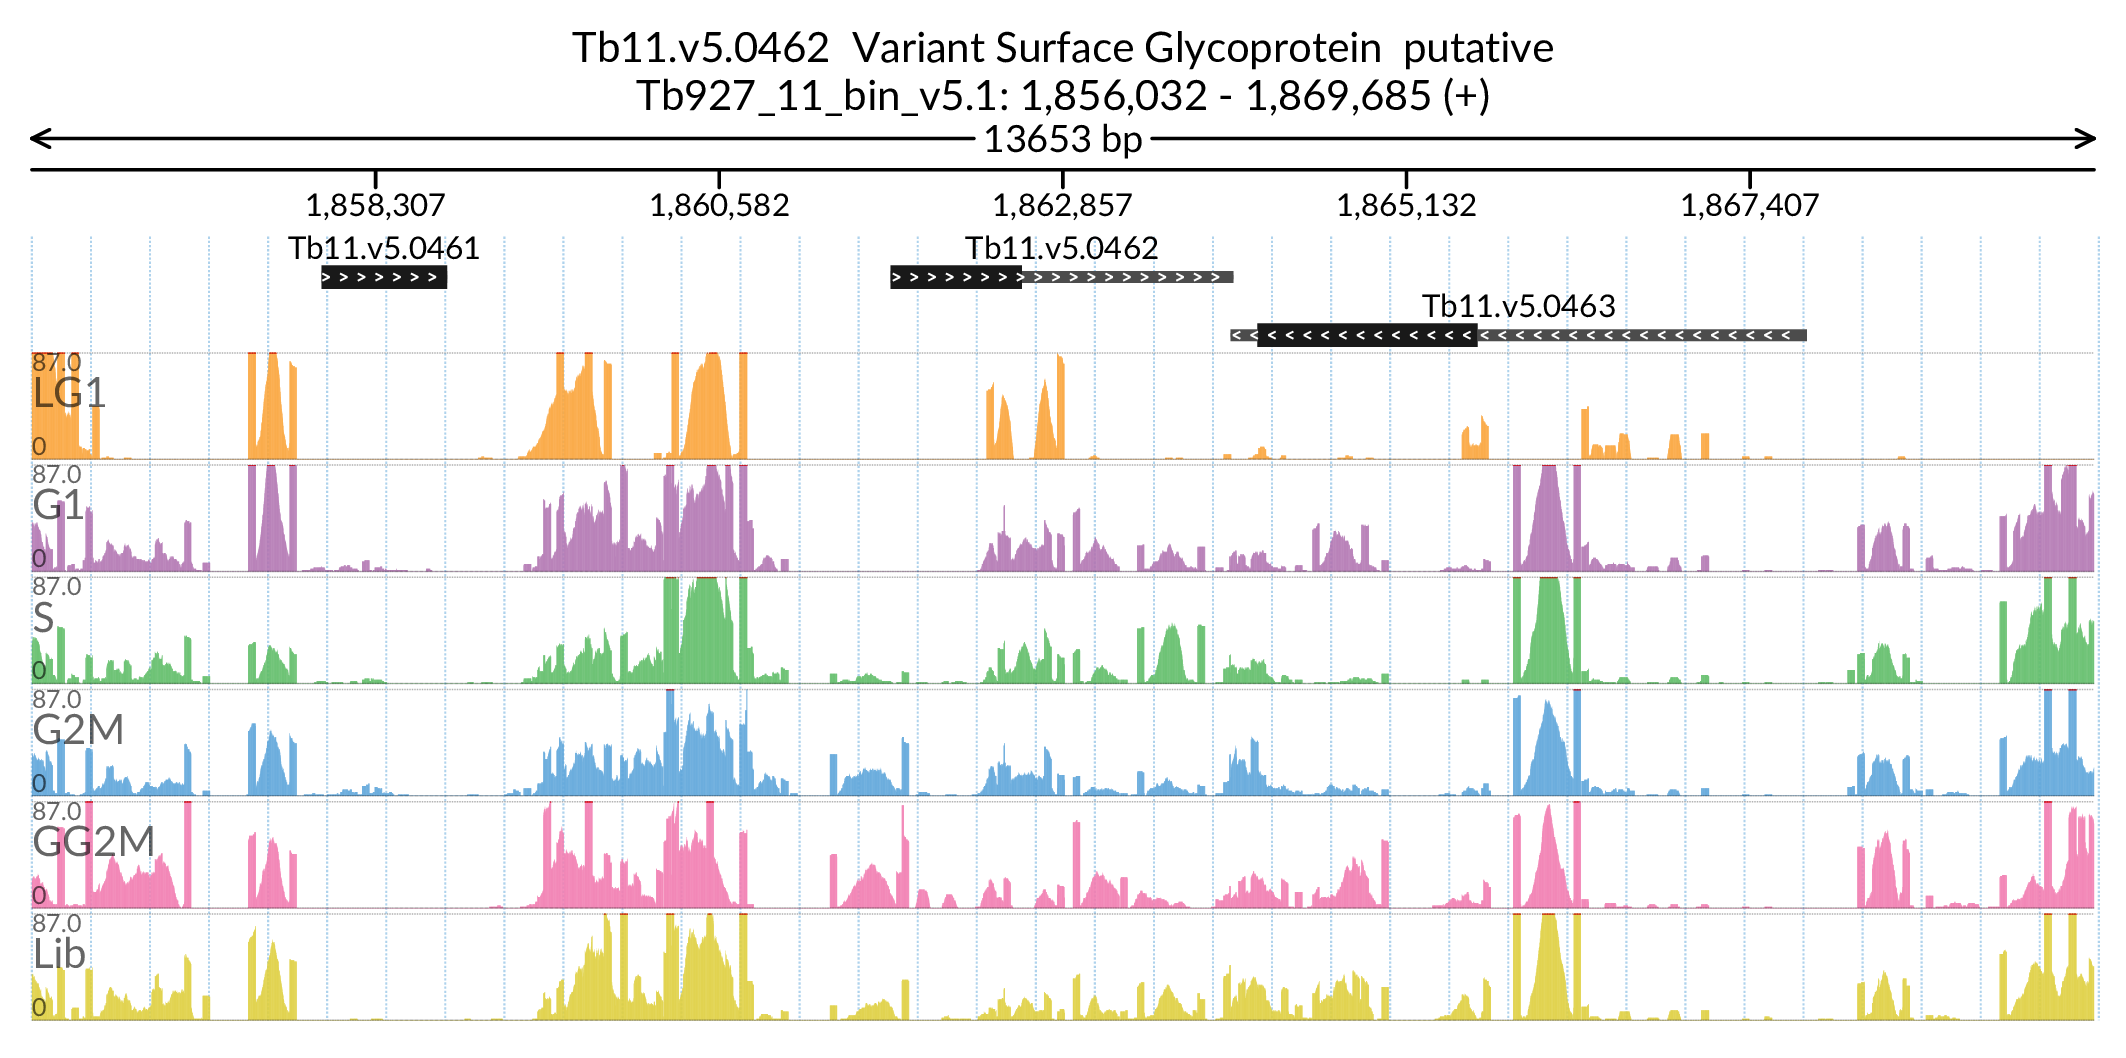 Tb11.v5.0462  Variant Surface Glycoprotein  putative
Tb927_11_bin_v5.1: 1,856,032 - 1,869,685 (+)
13653 bp
1,858,307 1,860,582 1,862,857 1,865,132 1,867,407
Tb11.v5.0461 Tb11.v5.0462
Tb11.v5.0463
87.0
LG1
0
87.0
G1
0
87.0
S
0
87.0
G2M
0
87.0
GG2M
0
87.0
Lib
0